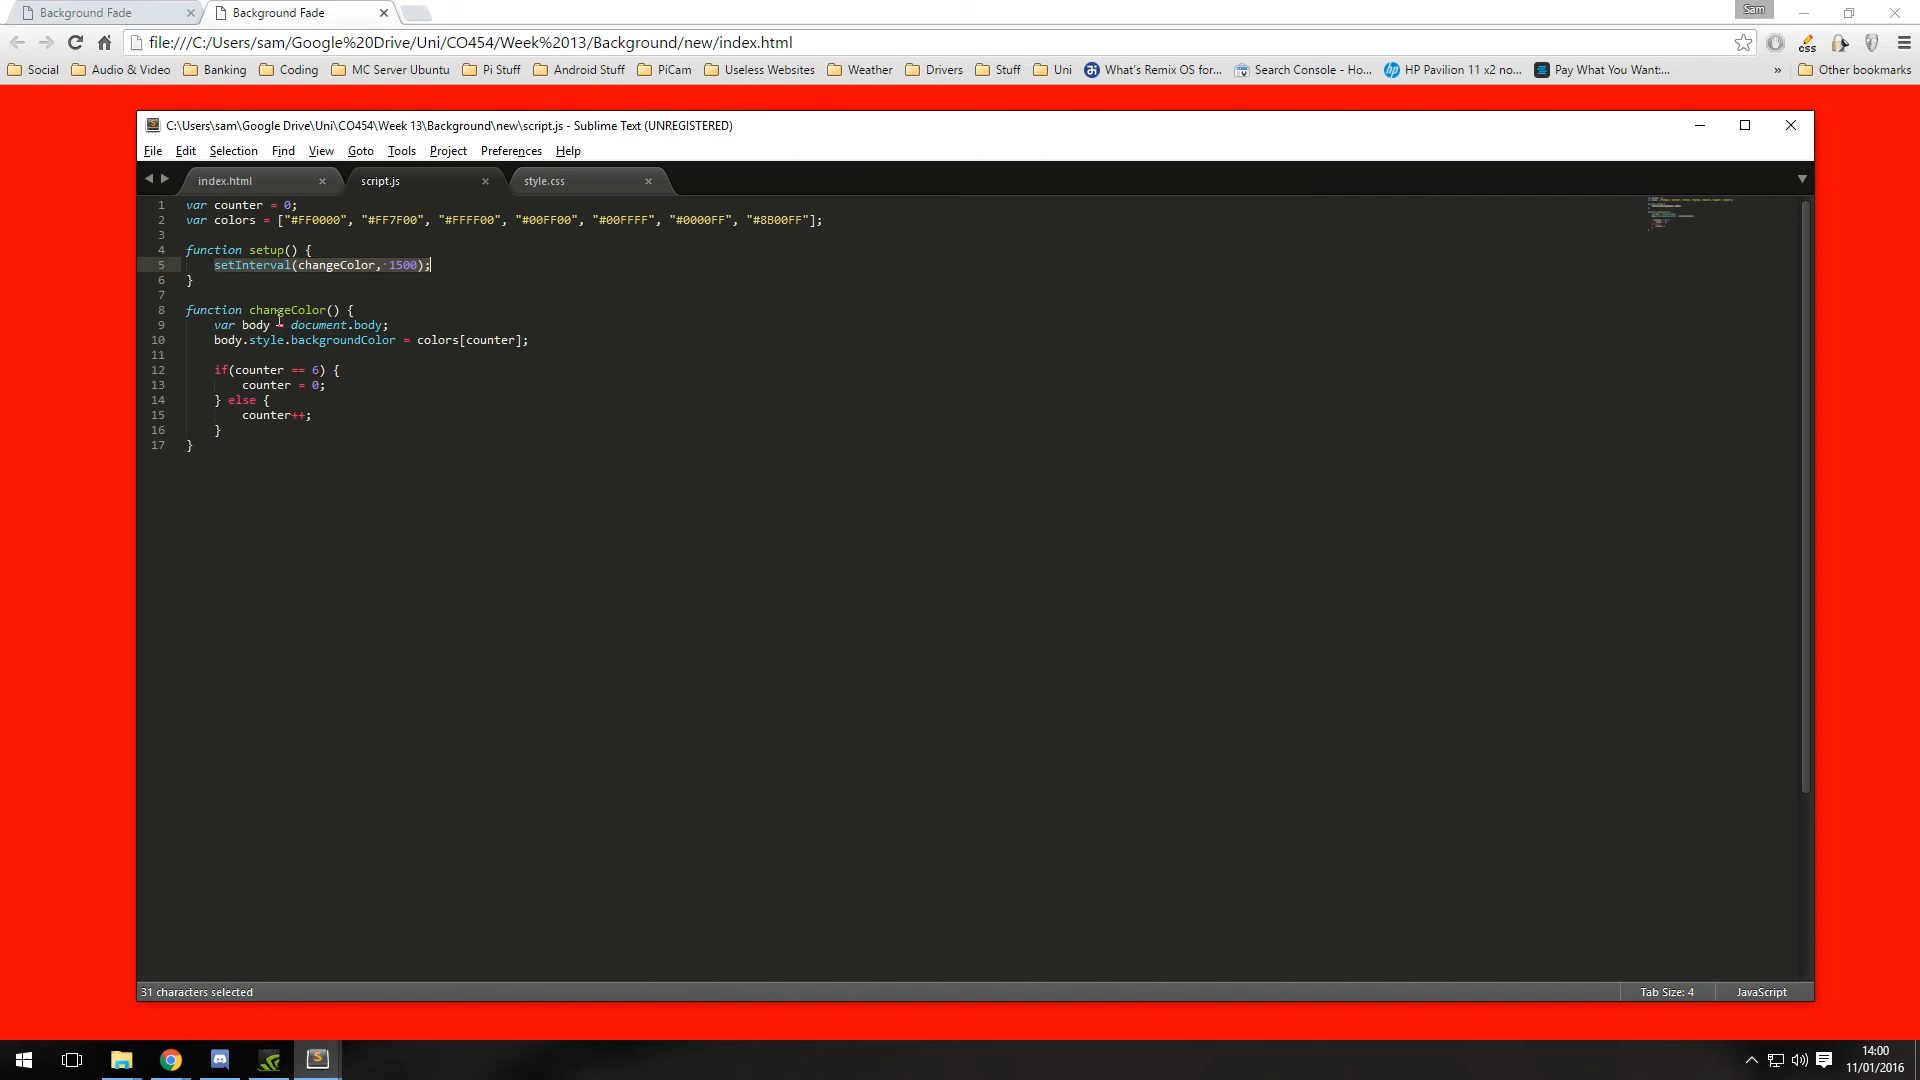 Background Fade
Background Fade
Sam
file:///C:/Users/sam/Google%20Drive/Uni/CO454/Week%2013/Background/new/index.html
Social Audio & Video Banking Coding MC Server Ubuntu Pi Stuff Android Stuff PiCam Useless Websites Weather Drivers Stuff Uni What's Remix OS for... Search Console - Ho... HP Pavilion 11 x2 no... Pay What You Want:... » Other bookmarks
C:\Users\sam\Google Drive\Uni\CO454\Week 13\Background\new\script.js - Sublime Text (UNREGISTERED)
File Edit Selection Find View Goto Tools Project Preferences Help
index.html script.js style.css
1 var counter = 0;
2 var colors = ["#FF0000", "#FF7F00", "#FFFF00", "#00FF00", "#00FFFF", "#0000FF", "#8B00FF"];
3
4 function setup() {
5 setInterval(changeColor, 1500);
6 }
7
8 function changeColor() {
9 var body = document.body;
10 body.style.backgroundColor = colors[counter];
11
12 if(counter == 6) {
13 counter = 0;
14 } else {
15 counter++;
16 }
17 }
31 characters selected
Tab Size: 4
JavaScript
14:00
11/01/2016